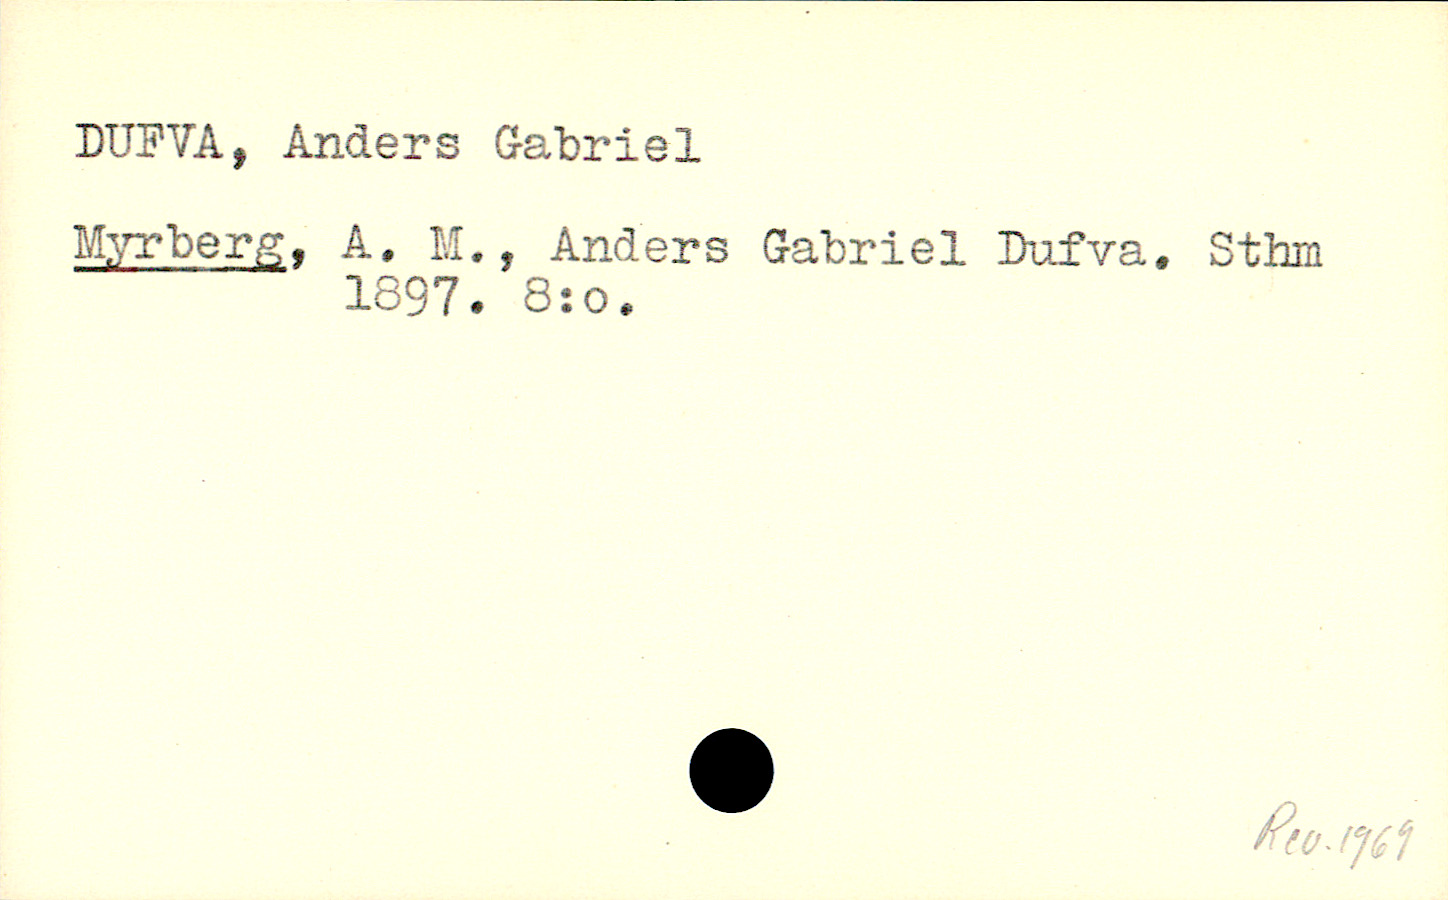 DUFVA, Anders Gabriel
Myrberg, A. M., Anders Gabriel Dufva. Sthm
1897. 8:o.
Rev. 1969